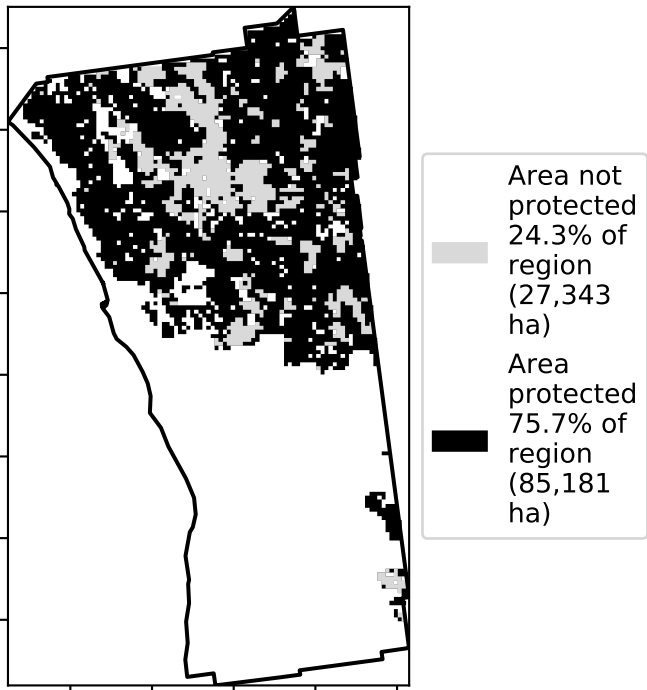 Area not
protected
24.3% of
region
(27,343
ha)
Area
protected
75.7% of
region
(85,181
ha)